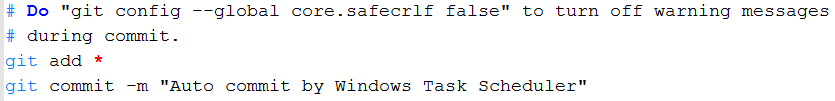 # Do "git config --global core.safecrlf false" to turn off warning messages
# during commit.
git add *
git commit -m "Auto commit by Windows Task Scheduler"